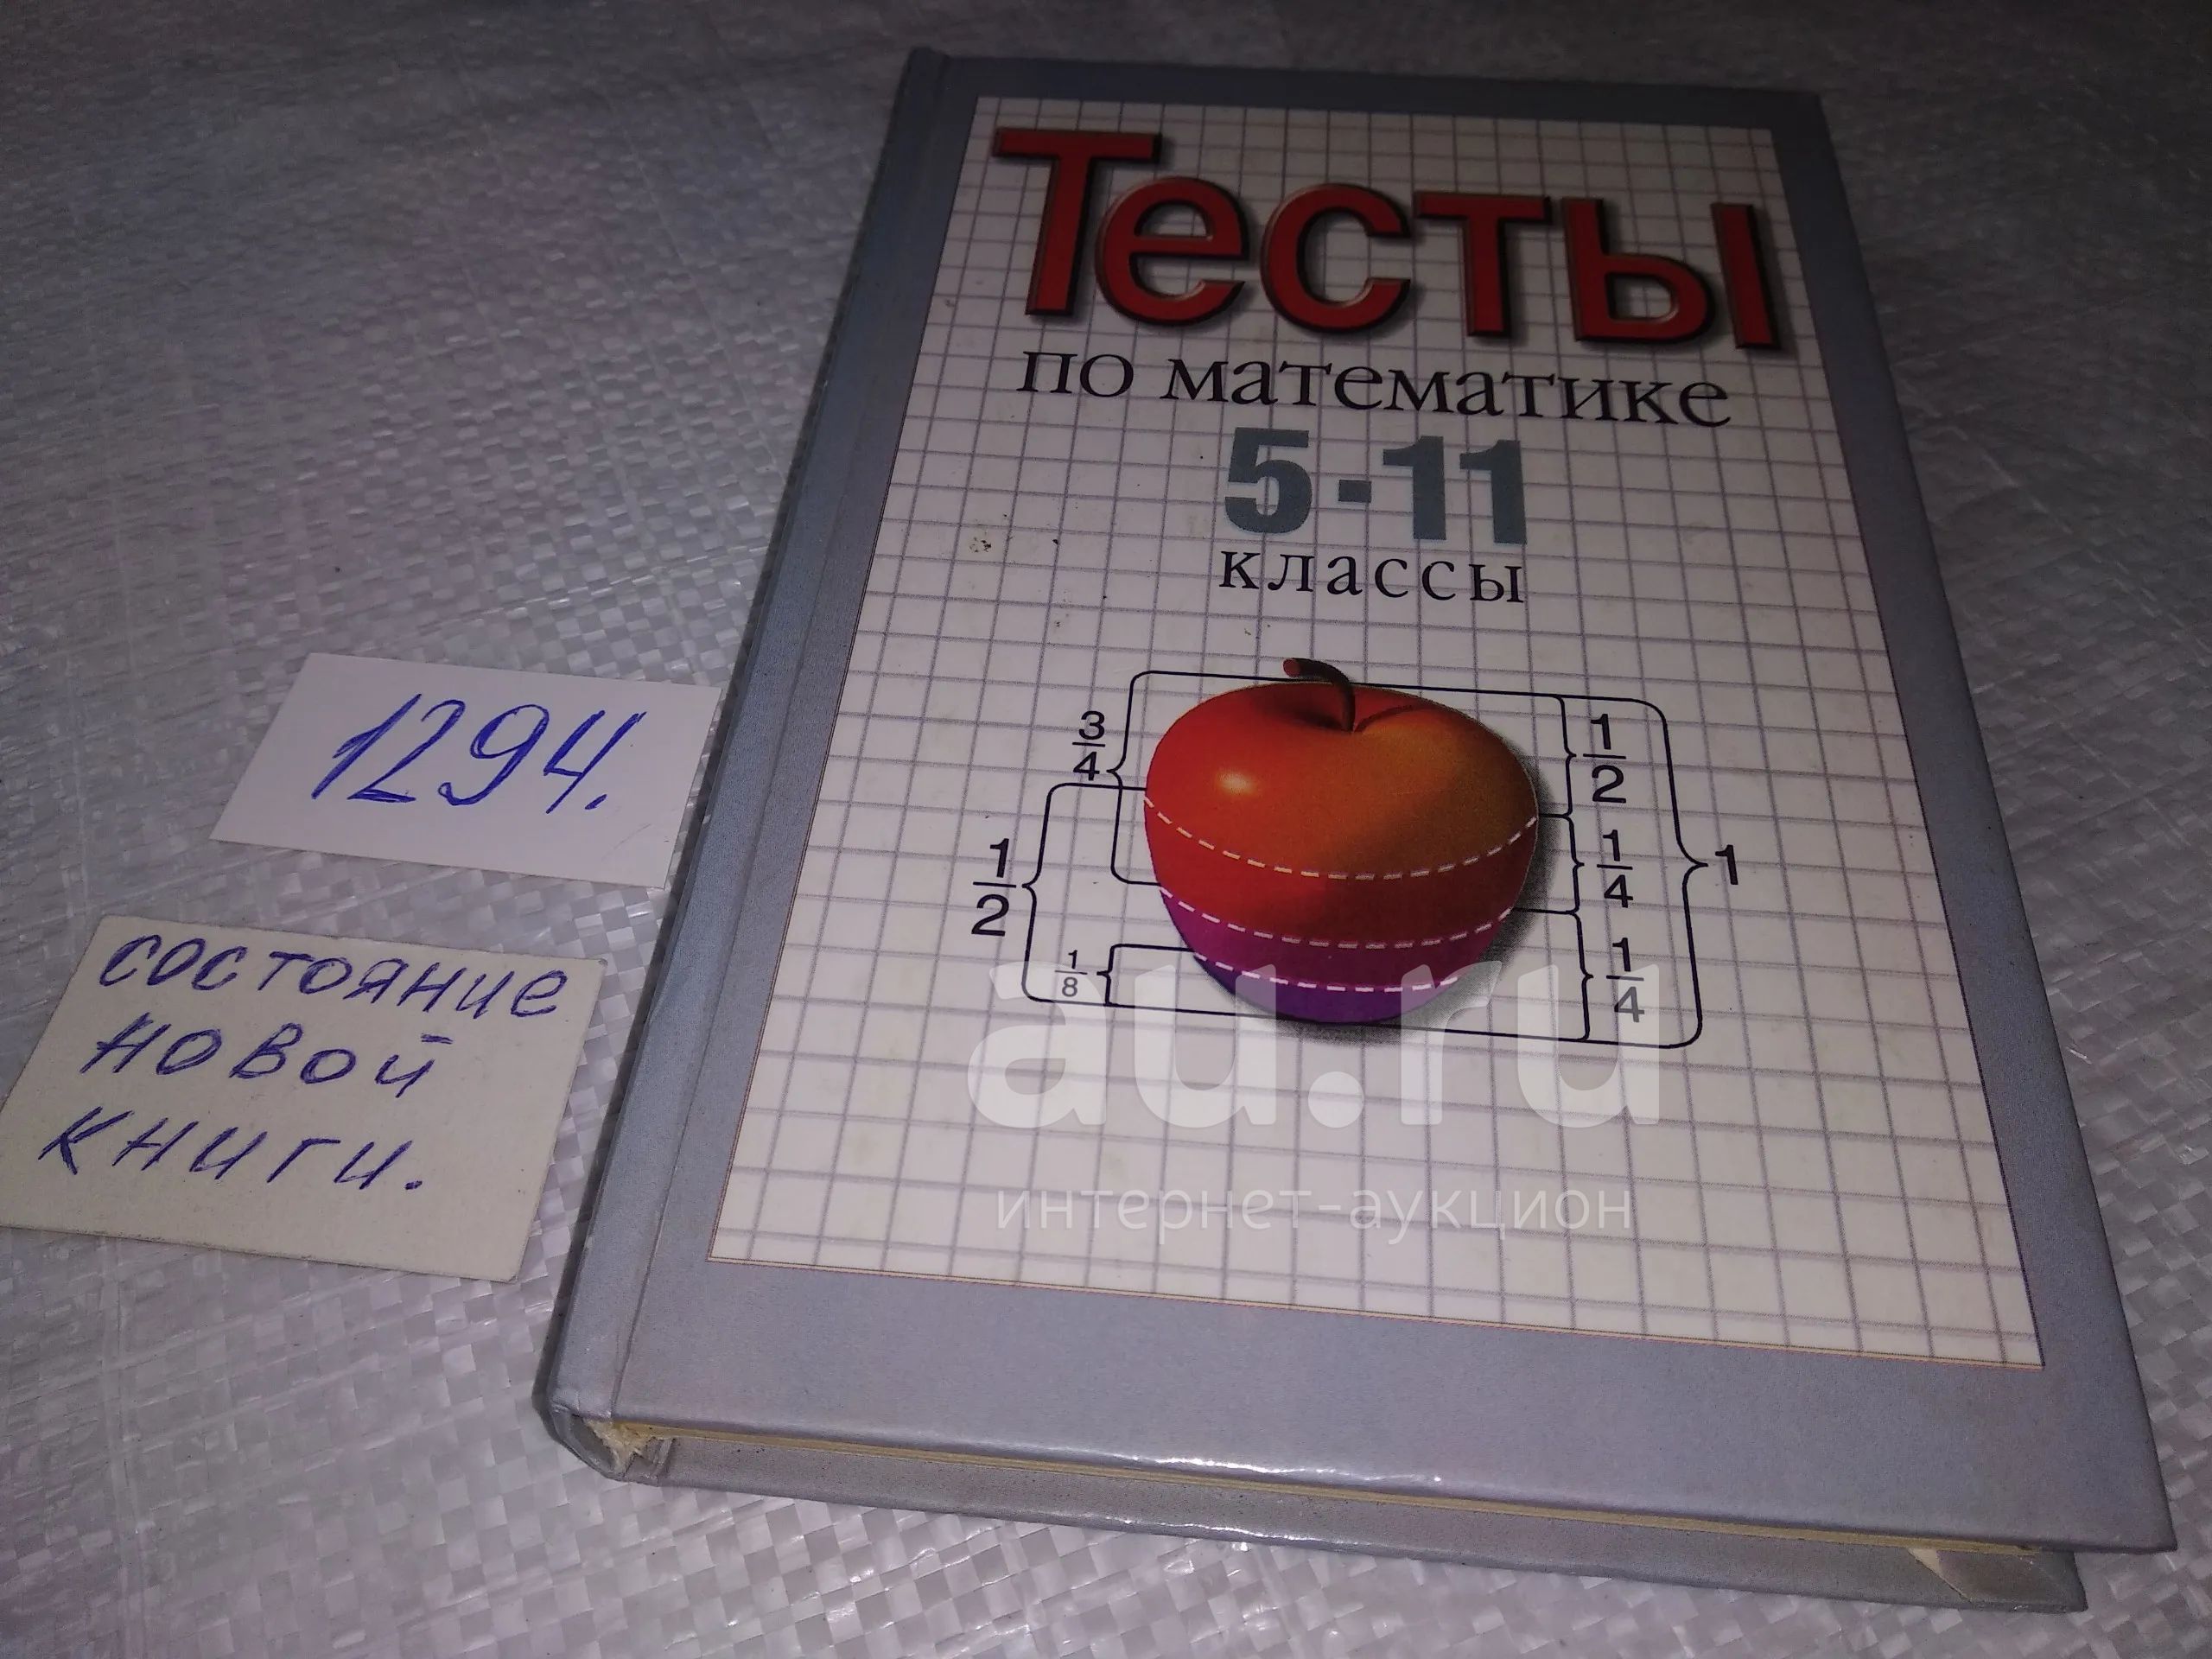 Тесты
по математике
5-11
классы
3/4
1/2
1/8
1/2
1/4
1/4
1
1294.
состояние
новой
книги.
au.ru
интернет-аукцион